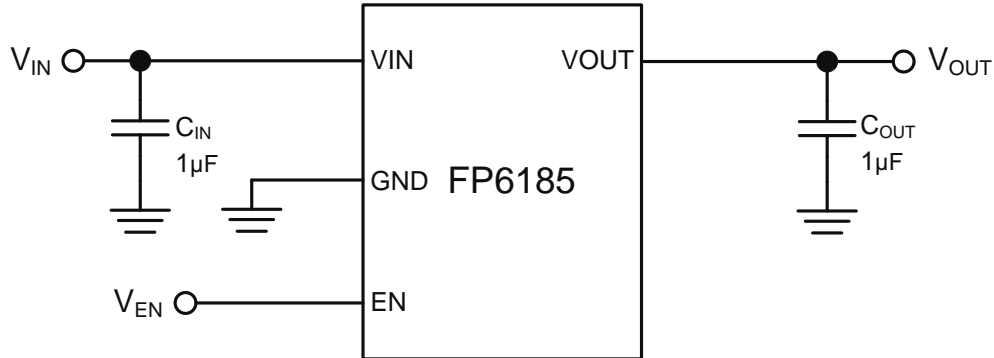 VIN
VIN
VOUT
VOUT
CIN
1µF
COUT
1µF
GND
FP6185
VEN
EN